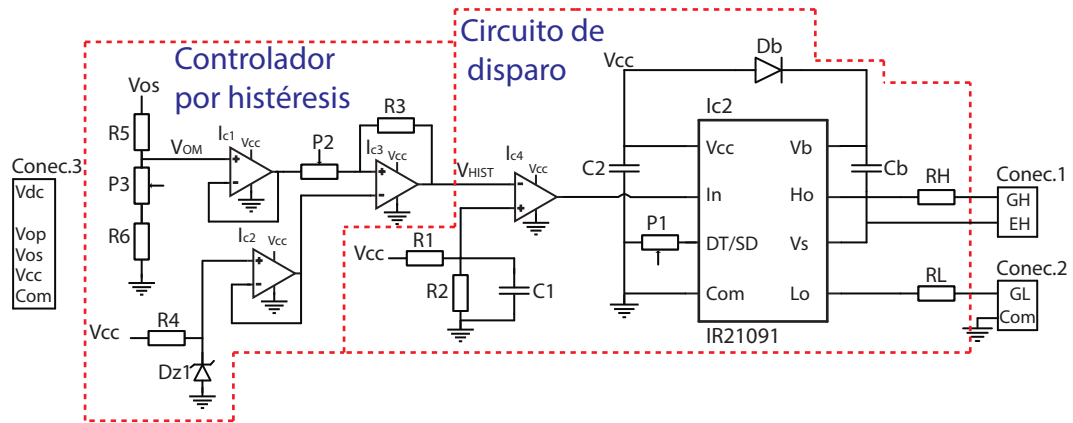 Controlador
por histéresis
Circuito de
disparo
Conec.3
Vdc
Vop
Vos
Vcc
Com
Vos
R5
P3
R6
VOM
Ic1
Vcc
P2
R3
Ic3
Vcc
Ic2
Vcc
Vcc
R4
Dz1
VHIST
Ic4
Vcc
Vcc
R1
R2
C1
Vcc
Db
C2
P1
Ic2
Vcc
In
DT/SD
Com
Vb
Ho
Vs
Lo
IR21091
Cb
RH
RL
Conec.1
GH
EH
Conec.2
GL
Com